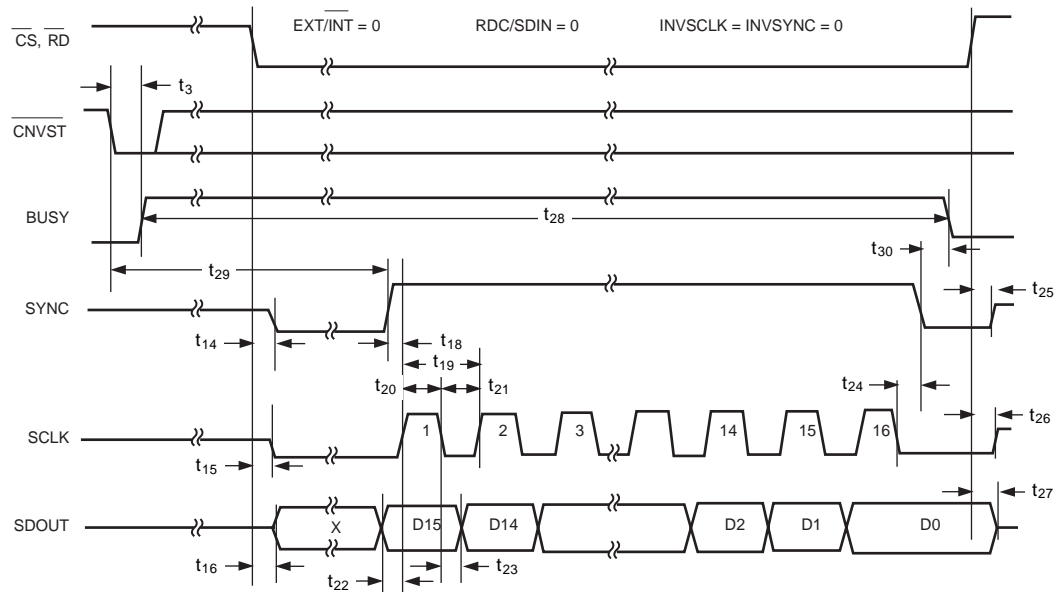 EXT/INT = 0 RDC/SDIN = 0 INVSCLK = INVSYNC = 0
CS, RD
t3
CNVST
BUSY
t28
t30
t29
t25
SYNC
t14
t18
t19
t20
t21
t24
t26
SCLK
1 2 3 14 15 16
t15
t27
SDOUT
X D15 D14 D2 D1 D0
t16
t22
t23